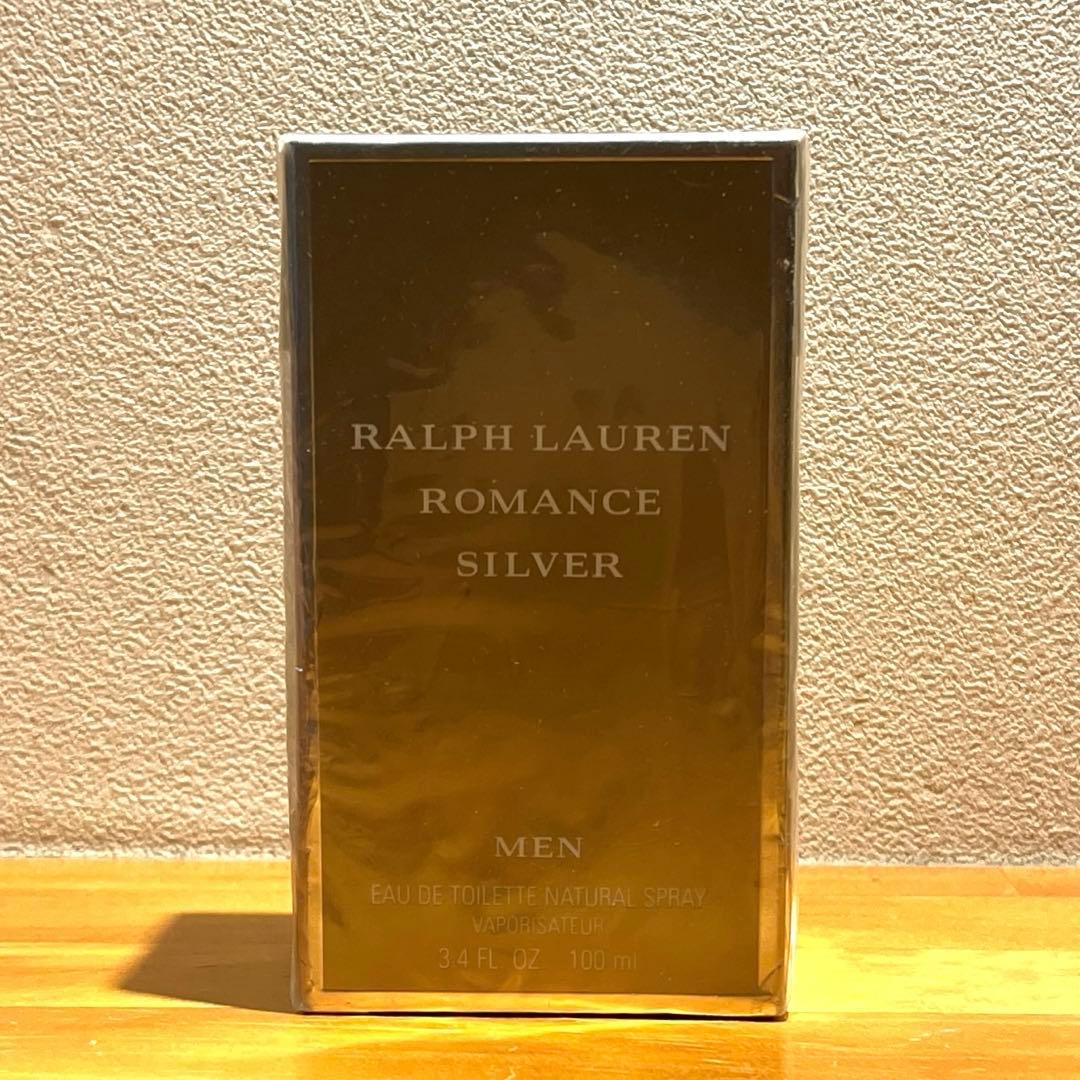 RALPH LAUREN
ROMANCE
SILVER
MEN
EAU DE TOILETTE NATURAL SPRAY
VAPORISATEUR
3.4 FL. OZ. 100 ml